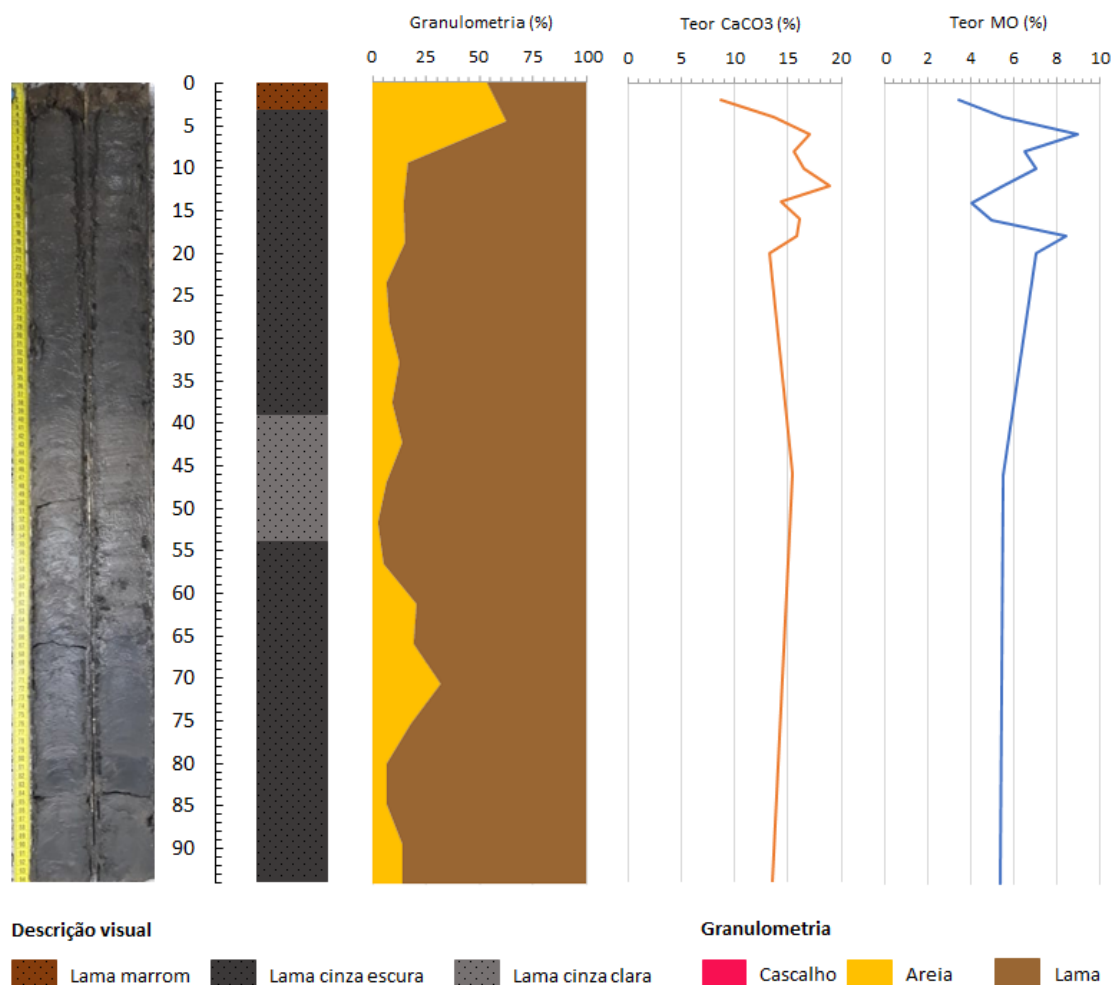 Granulometria (%)
Teor CaCO3 (%)
Teor MO (%)
0 25 50 75 100
0 5 10 15 20
0 2 4 6 8 10
0
5
10
15
20
25
30
35
40
45
50
55
60
65
70
75
80
85
90
Descrição visual
Granulometria
Lama marrom
Lama cinza escura
Lama cinza clara
Cascalho
Areia
Lama